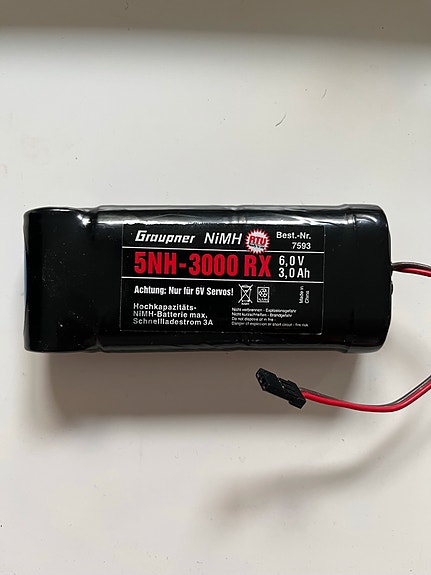 Graupner NiMH RTU Best.-Nr. 7593
5NH-3000 RX 6,0 V 3,0 Ah
Achtung: Nur für 6V Servos!
Hochkapazitäts-
NiMH-Batterie max.
Schnellladestrom 3A
Nicht verbrennen - Explosionsgefahr
Nicht kurzschließen - Brandgefahr
Do not dispose of in fire
Danger of explosion or short circuit - fire risk
Made in
China